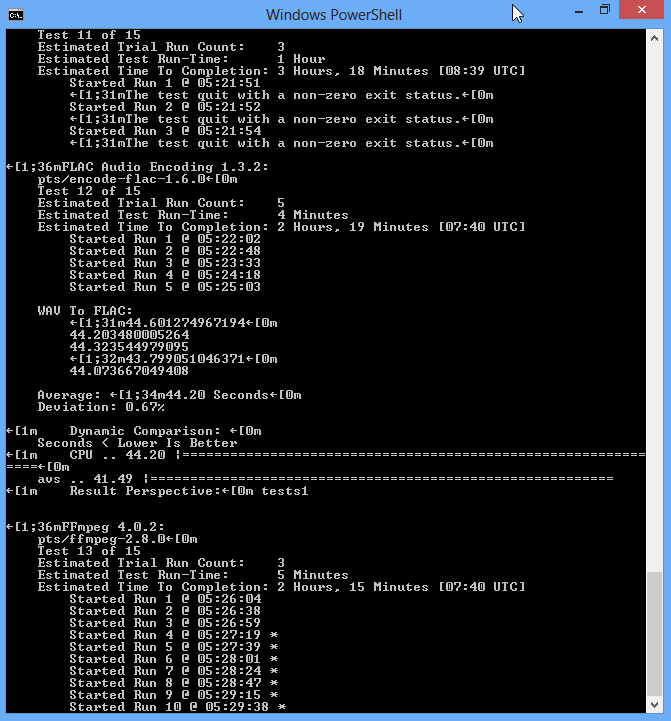 Windows PowerShell
Test 11 of 15
Estimated Trial Run Count: 3
Estimated Test Run-Time: 1 Hour
Estimated Time To Completion: 3 Hours, 18 Minutes [08:39 UTC]
Started Run 1 @ 05:21:51
←[1;31mThe test quit with a non-zero exit status.←[0m
Started Run 2 @ 05:21:52
←[1;31mThe test quit with a non-zero exit status.←[0m
Started Run 3 @ 05:21:54
←[1;31mThe test quit with a non-zero exit status.←[0m
←[1;36mFLAC Audio Encoding 1.3.2:
pts/encode-flac-1.6.0←[0m
Test 12 of 15
Estimated Trial Run Count: 5
Estimated Test Run-Time: 4 Minutes
Estimated Time To Completion: 2 Hours, 19 Minutes [07:40 UTC]
Started Run 1 @ 05:22:02
Started Run 2 @ 05:22:48
Started Run 3 @ 05:23:33
Started Run 4 @ 05:24:18
Started Run 5 @ 05:25:03
WAV To FLAC:
←[1;31m44.601274967194←[0m
44.203480005264
44.323544979095
←[1;32m43.799051046371←[0m
44.073667049408
Average: ←[1;34m44.20 Seconds←[0m
Deviation: 0.67%
←[1m    Dynamic Comparison: ←[0m
Seconds < Lower Is Better
←[1m    CPU .. 44.20 |==========================================================
====←[0m
avs .. 41.49 |==========================================================
←[1m    Result Perspective:←[0m tests1
←[1;36mFFmpeg 4.0.2:
pts/ffmpeg-2.8.0←[0m
Test 13 of 15
Estimated Trial Run Count: 3
Estimated Test Run-Time: 5 Minutes
Estimated Time To Completion: 2 Hours, 15 Minutes [07:40 UTC]
Started Run 1 @ 05:26:04
Started Run 2 @ 05:26:38
Started Run 3 @ 05:26:59
Started Run 4 @ 05:27:19 *
Started Run 5 @ 05:27:39 *
Started Run 6 @ 05:28:01 *
Started Run 7 @ 05:28:24 *
Started Run 8 @ 05:28:47 *
Started Run 9 @ 05:29:15 *
Started Run 10 @ 05:29:38 *